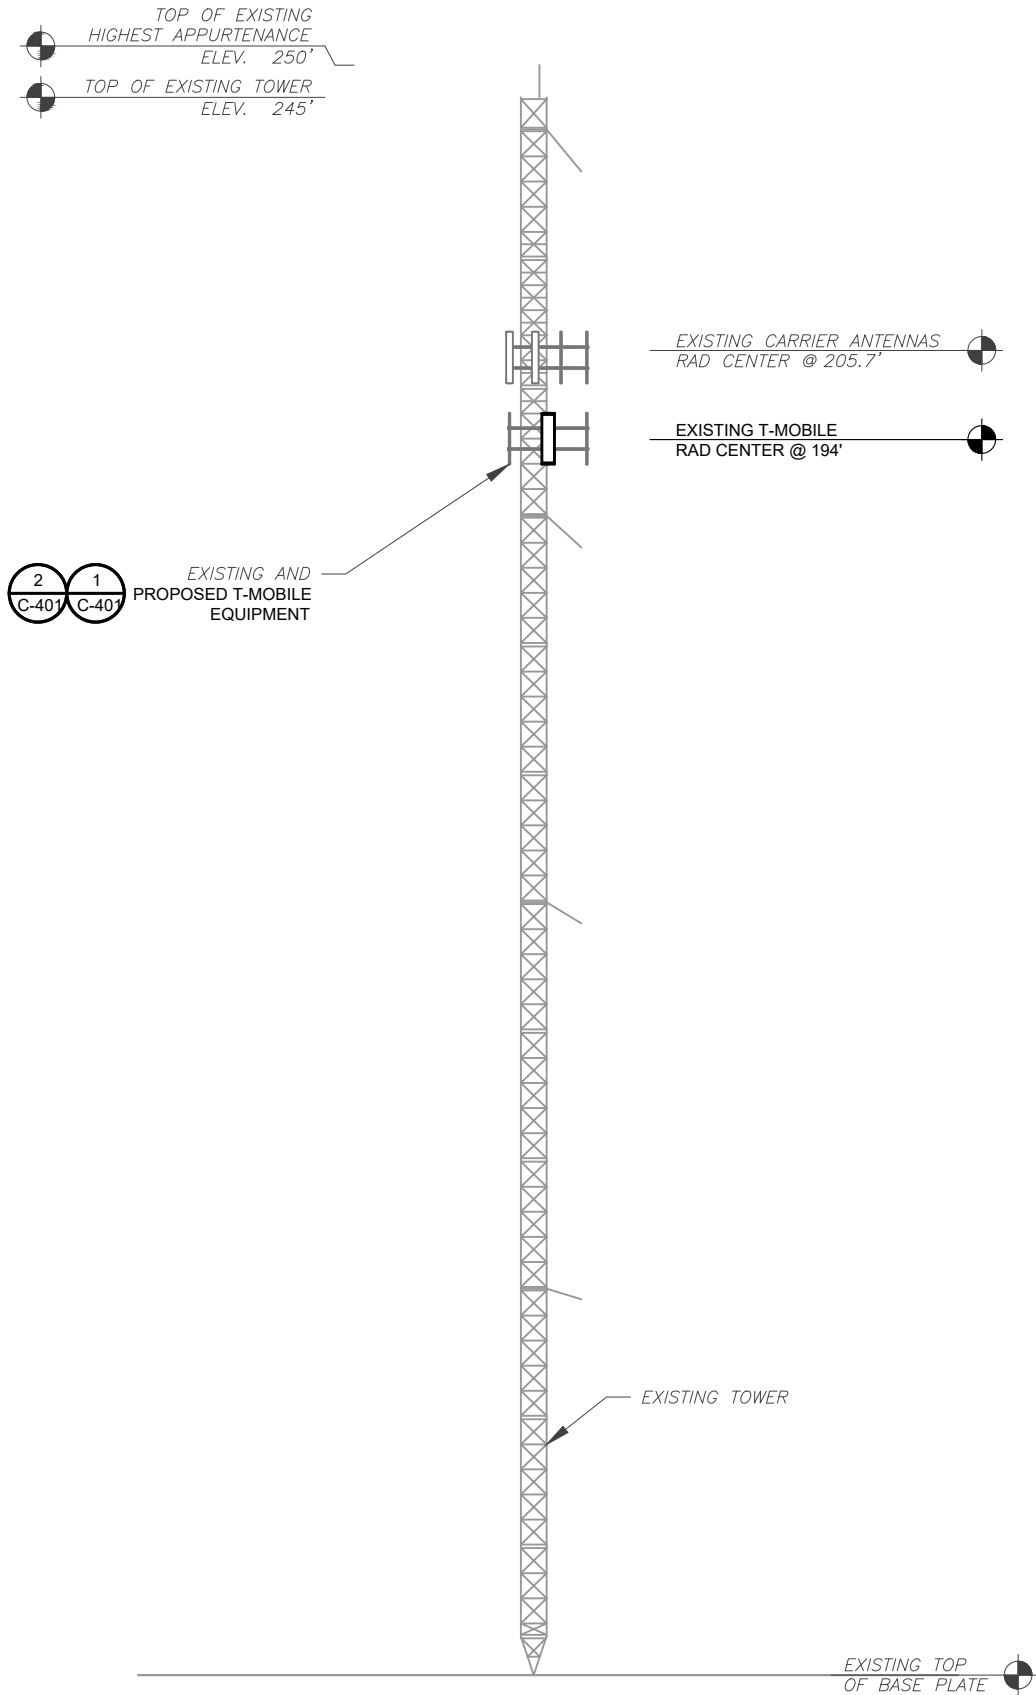 TOP OF EXISTING
HIGHEST APPURTENANCE
ELEV. 250'
TOP OF EXISTING TOWER
ELEV. 245'
EXISTING CARRIER ANTENNAS
RAD CENTER @ 205.7'
EXISTING T-MOBILE
RAD CENTER @ 194'
2
C-401
1
C-401
EXISTING AND
PROPOSED T-MOBILE
EQUIPMENT
EXISTING TOWER
EXISTING TOP
OF BASE PLATE